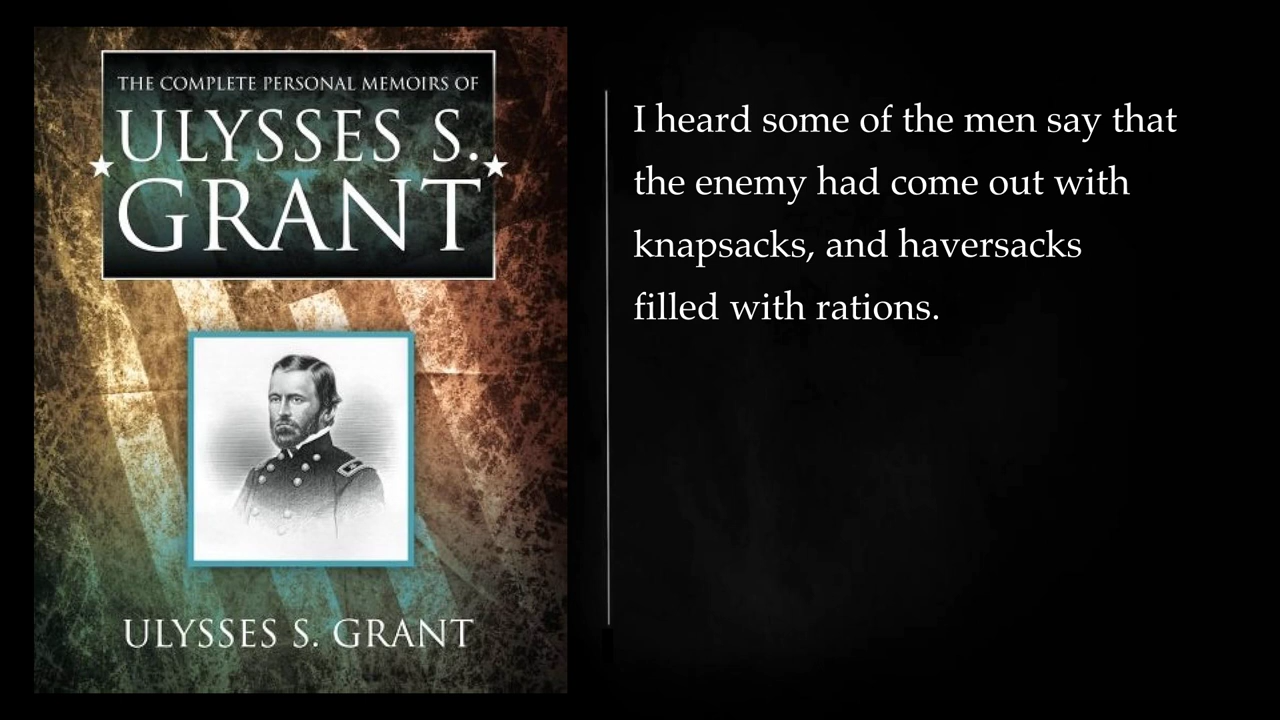 THE COMPLETE PERSONAL MEMOIRS OF
ULYSSES S.
GRANT
ULYSSES S. GRANT
I heard some of the men say that
the enemy had come out with
knapsacks, and haversacks
filled with rations.